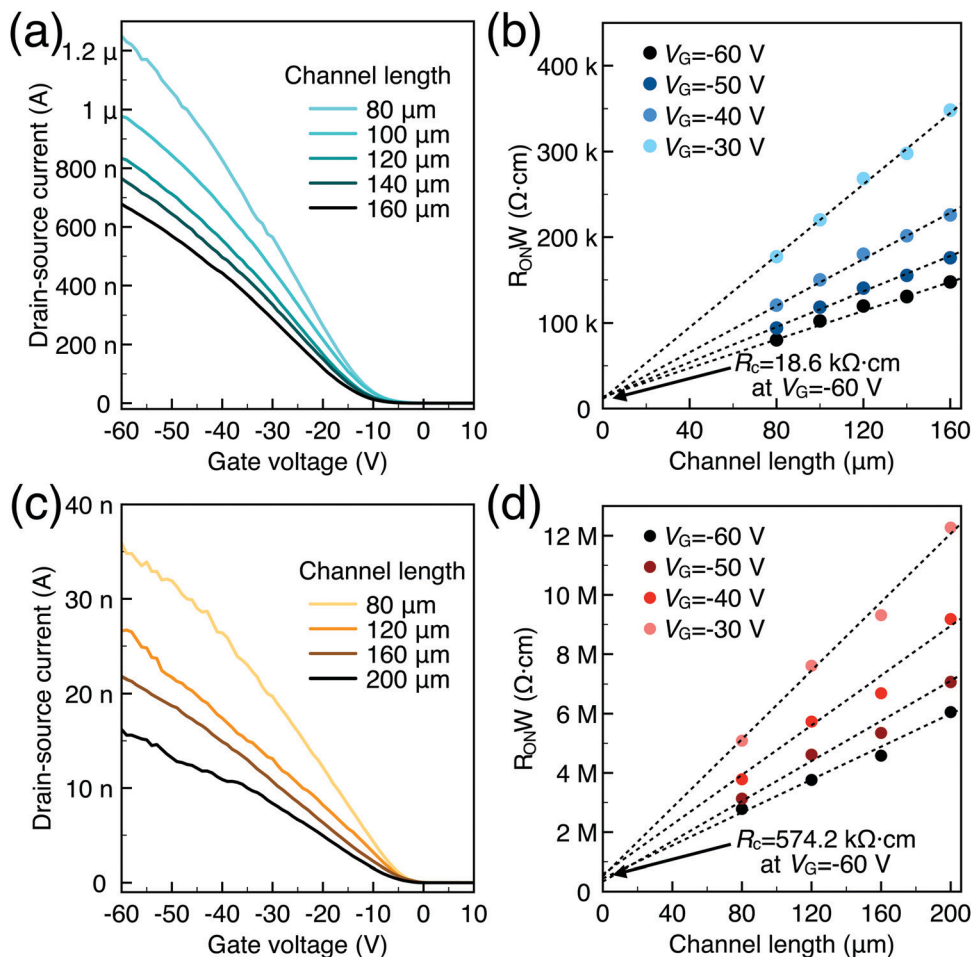 (a)
1.2 µ
1 µ
800 n
600 n
400 n
200 n
0
Drain-source current (A)
Channel length
80 µm
100 µm
120 µm
140 µm
160 µm
-60 -50 -40 -30 -20 -10 0 10
Gate voltage (V)
(b)
400 k
300 k
200 k
100 k
0
RONW (Ω·cm)
VG=-60 V
VG=-50 V
VG=-40 V
VG=-30 V
Rc=18.6 kΩ·cm
at VG=-60 V
0 40 80 120 160
Channel length (µm)
(c)
40 n
30 n
20 n
10 n
0
Drain-source current (A)
Channel length
80 µm
120 µm
160 µm
200 µm
-60 -50 -40 -30 -20 -10 0 10
Gate voltage (V)
(d)
12 M
10 M
8 M
6 M
4 M
2 M
0
RONW (Ω·cm)
VG=-60 V
VG=-50 V
VG=-40 V
VG=-30 V
Rc=574.2 kΩ·cm
at VG=-60 V
0 40 80 120 160 200
Channel length (µm)